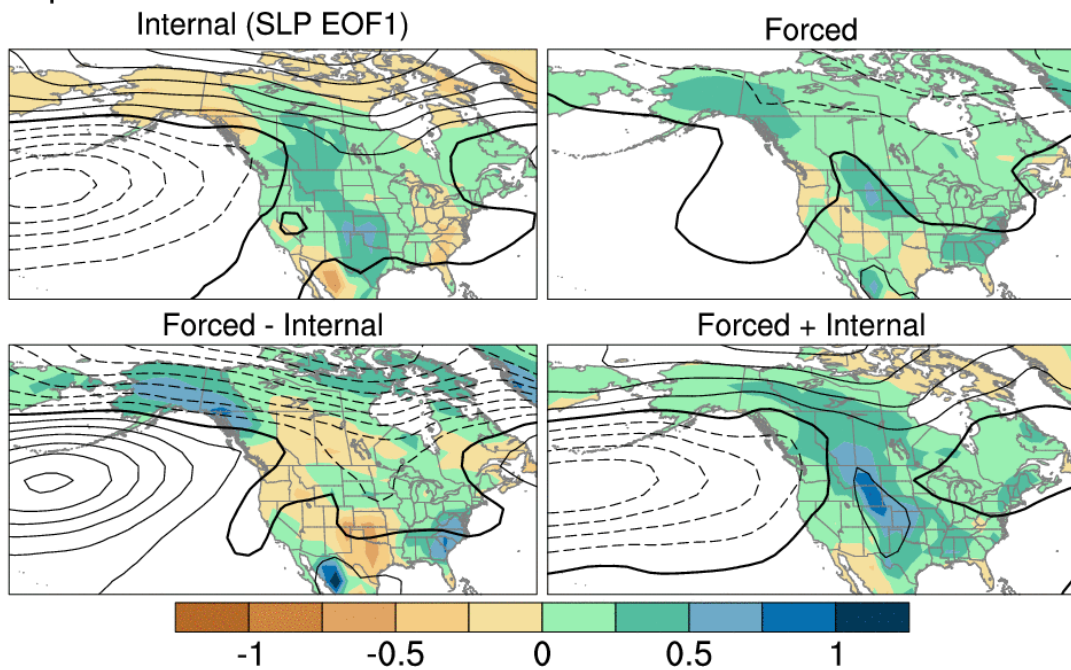 Internal (SLP EOF1)
Forced
Forced - Internal
Forced + Internal
-1 -0.5 0 0.5 1